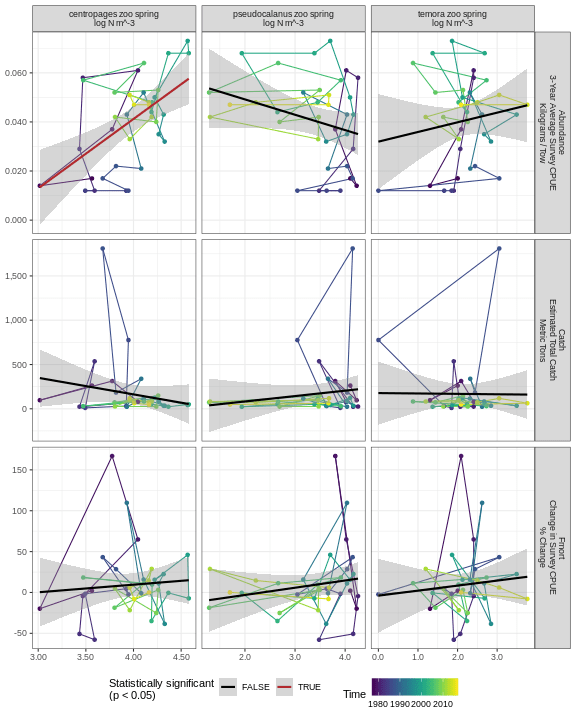 centropages zoo spring
log N m^-3
pseudocalanus zoo spring
log N m^-3
temora zoo spring
log N m^-3
0.060
0.040
0.020
0.000
Abundance
3-Year Average Survey CPUE
Kilograms / Tow
1,500
1,000
500
0
Catch
Estimated Total Catch
Metric Tons
150
100
50
0
-50
Fmort
Change in Survey CPUE
% Change
3.00 3.50 4.00 4.50
2.0 3.0 4.0
0.0 1.0 2.0 3.0
Statistically significant
(p < 0.05)
FALSE
TRUE
Time
1980 1990 2000 2010